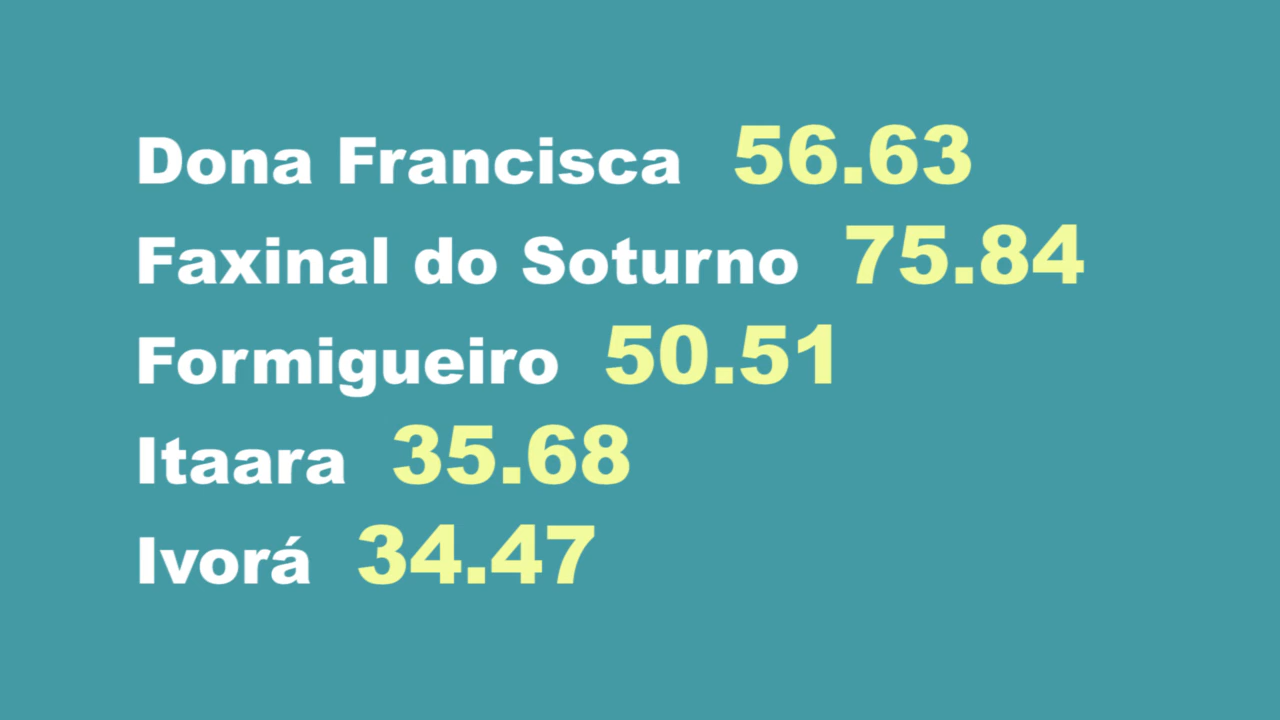 Dona Francisca 56.63
Faxinal do Soturno 75.84
Formigueiro 50.51
Itaara 35.68
Ivorá 34.47